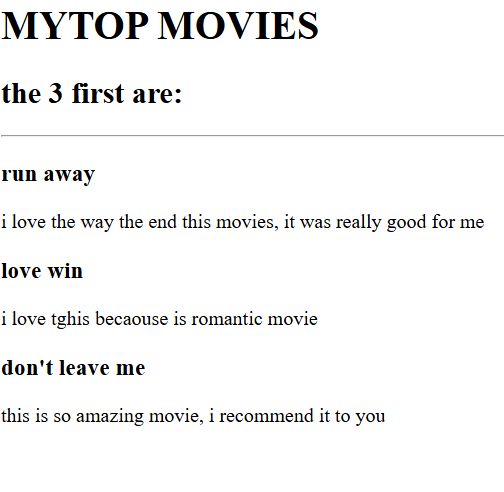 MYTOP MOVIES
the 3 first are:
run away
i love the way the end this movies, it was really good for me
love win
i love tghis becaouse is romantic movie
don't leave me
this is so amazing movie, i recommend it to you